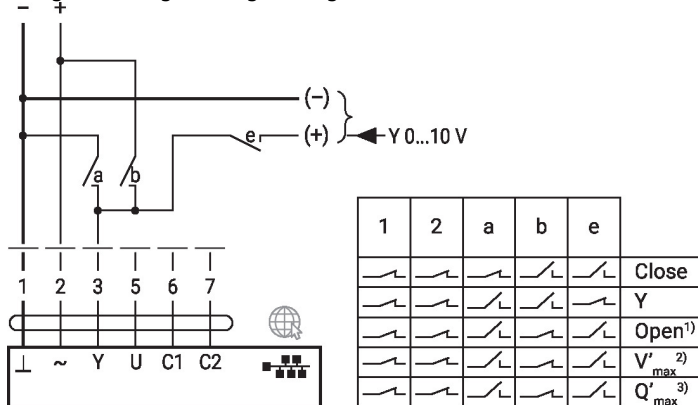 − +
(−)
e (+) Y 0...10 V
a b
1 2 3 5 6 7
⊥ ~ Y U C1 C2
1 2 a b e
Close
Y
Open1)
V'max 2)
Q'max 3)